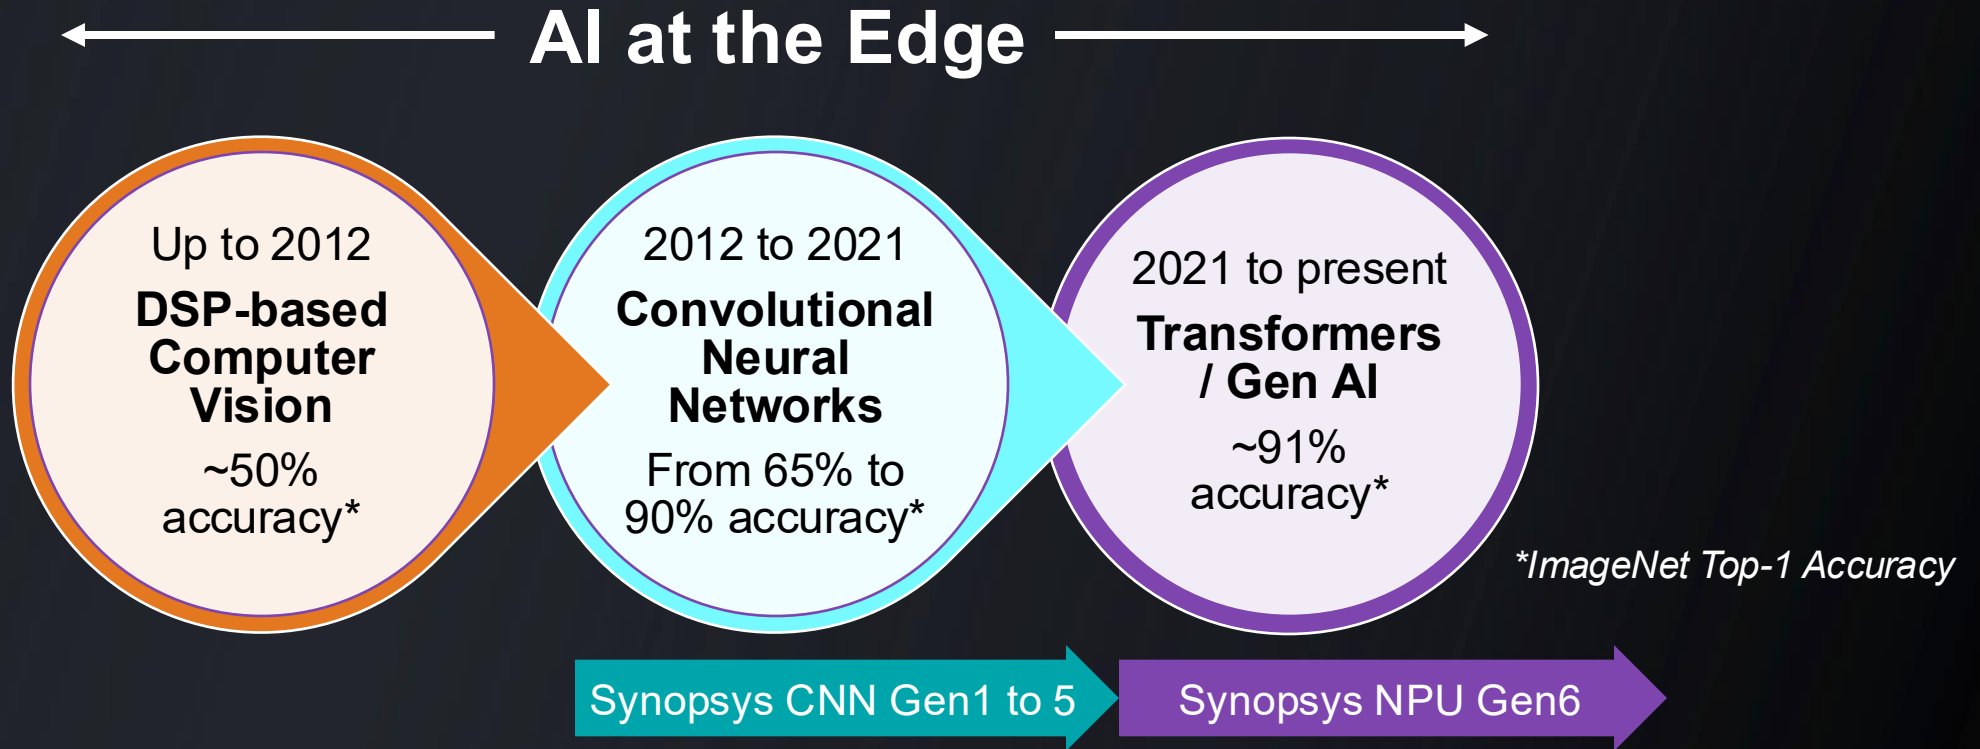 AI at the Edge
Up to 2012
DSP-based
Computer
Vision
~50%
accuracy*
2012 to 2021
Convolutional
Neural
Networks
From 65% to
90% accuracy*
2021 to present
Transformers
/ Gen AI
~91%
accuracy*
*ImageNet Top-1 Accuracy
Synopsys CNN Gen1 to 5
Synopsys NPU Gen6